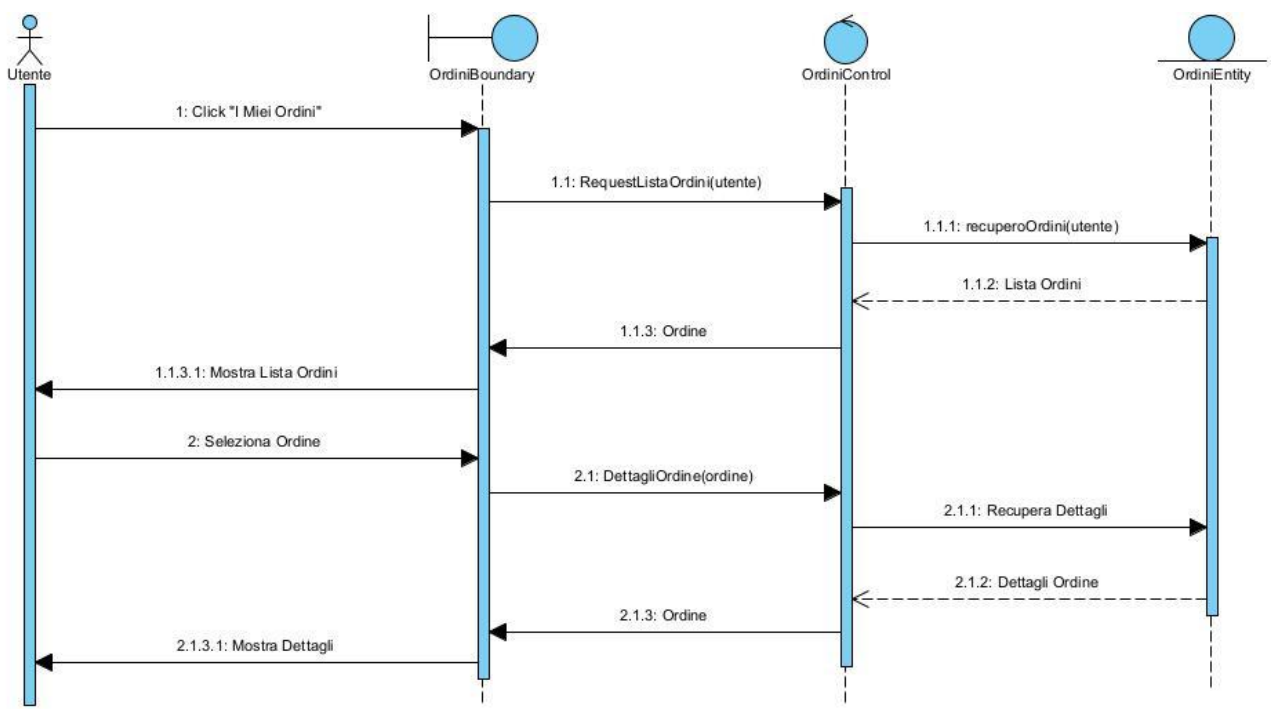 Utente
OrdiniBoundary
OrdiniControl
OrdiniEntity
1: Click "I Miei Ordini"
1.1: RequestListaOrdini(utente)
1.1.1: recuperoOrdini(utente)
1.1.2: Lista Ordini
1.1.3: Ordine
1.1.3.1: Mostra Lista Ordini
2: Seleziona Ordine
2.1: DettagliOrdine(ordine)
2.1.1: Recupera Dettagli
2.1.2: Dettagli Ordine
2.1.3: Ordine
2.1.3.1: Mostra Dettagli